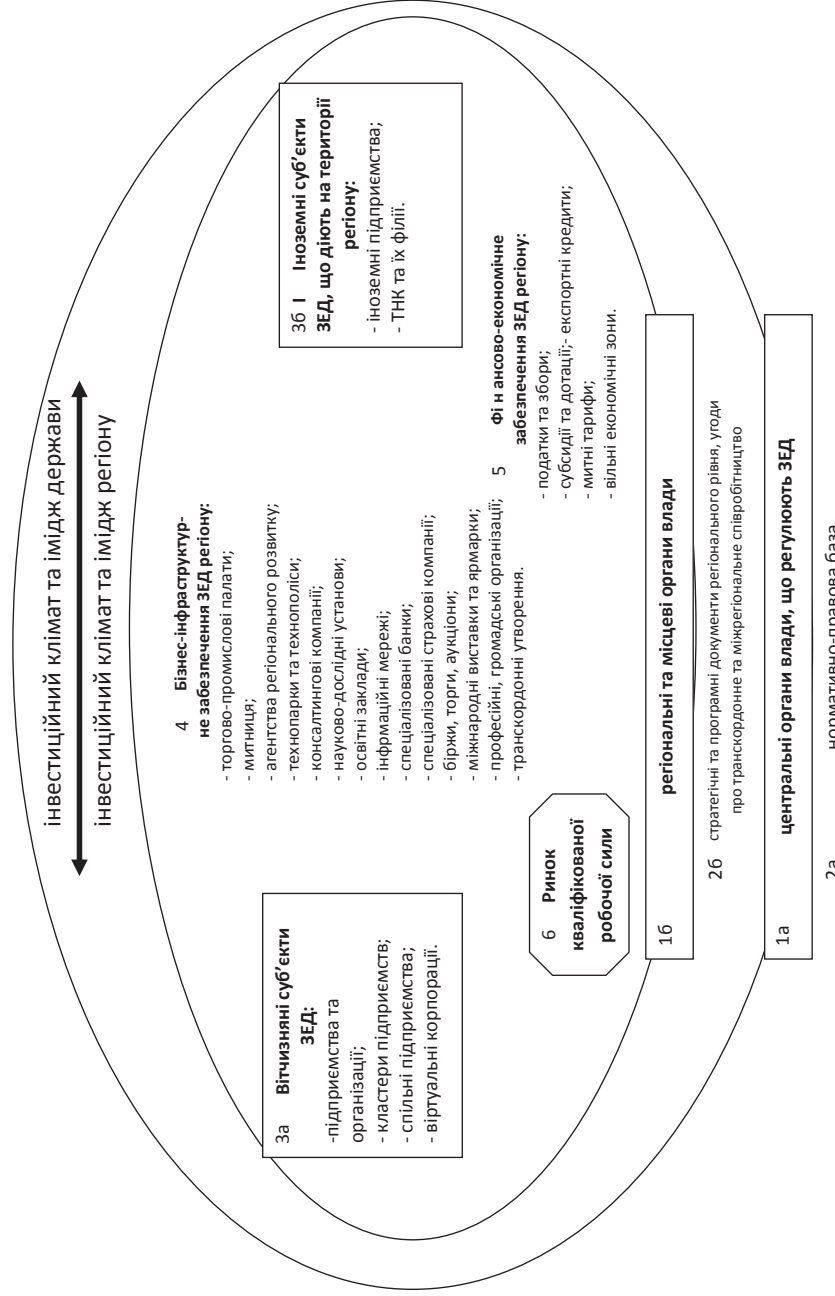 інвестиційний клімат та імідж держави
інвестиційний клімат та імідж регіону
3а Вітчизняні суб’єкти
ЗЕД:
-підприємства та
організації;
- кластери підприємств;
- спільні підприємства;
- віртуальні корпорації.
4 Бізнес-інфраструктур-
не забезпечення ЗЕД регіону:
- торгово-промислові палати;
- митниця;
- агентства регіонального розвитку;
- технопарки та технополіси;
- консалтингові компанії;
- науково-дослідні установи;
- освітні заклади;
- інфрмаційні мережі;
- спеціалізовані банки;
- спеціалізовані страхові компанії;
- біржи, торги, аукціони;
- міжнародні виставки та ярмарки;
- професійні, громадські організації;
- транскордонні утворення.
3б І Іноземні суб’єкти
ЗЕД, що діють на території
регіону:
- іноземні підприємства;
- ТНК та їх філії.
5 Фі н ансово-економічне
забезпечення ЗЕД регіону:
- податки та збори;
- субсидії та дотації;- експортні кредити;
- митні тарифи;
- вільні економічні зони.
6 Ринок
кваліфікованої
робочої сили
1б регіональні та місцеві органи влади
2б стратегічні та програмні документи регіонального рівня, угоди
про транскордонне та міжрегіональне співробітництво
1а центральні органи влади, що регулюють ЗЕД
2а нормативно-правова база